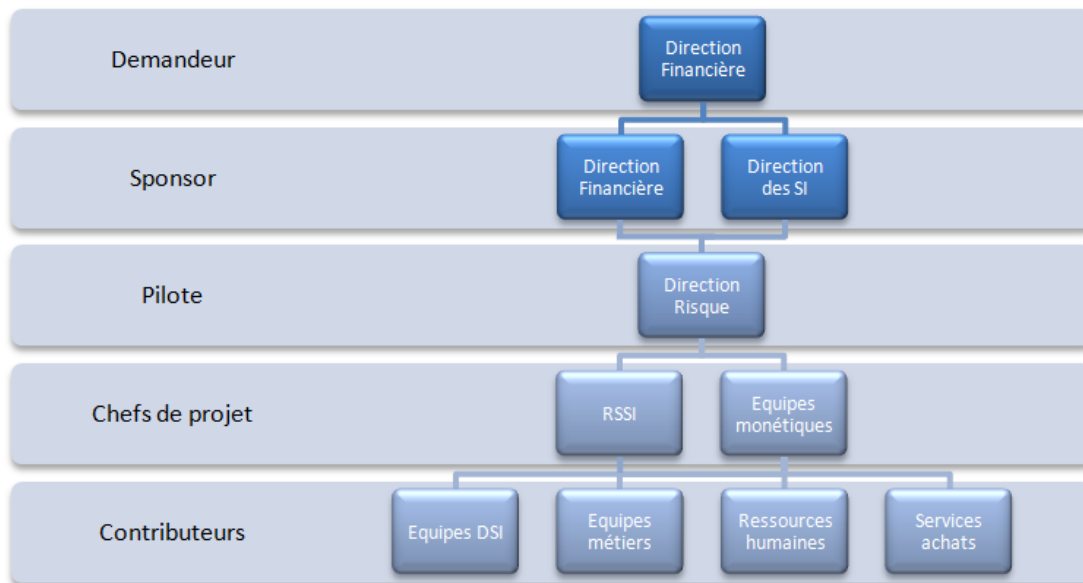 Demandeur
Direction
Financière
Sponsor
Direction
Financière
Direction
des SI
Pilote
Direction
Risque
Chefs de projet
RSSI
Equipes
monétiques
Contributeurs
Equipes DSI
Equipes
métiers
Ressources
humaines
Services
achats